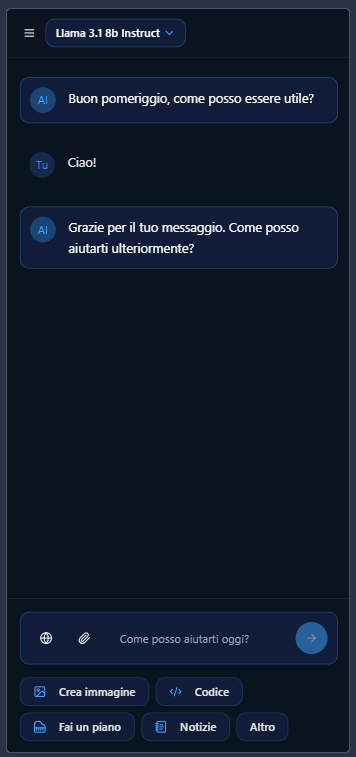 Llama 3.1 8b Instruct
AI
Buon pomeriggio, come posso essere utile?
Tu
Ciao!
AI
Grazie per il tuo messaggio. Come posso
aiutarti ulteriormente?
Come posso aiutarti oggi?
Crea immagine
Codice
Fai un piano
Notizie
Altro